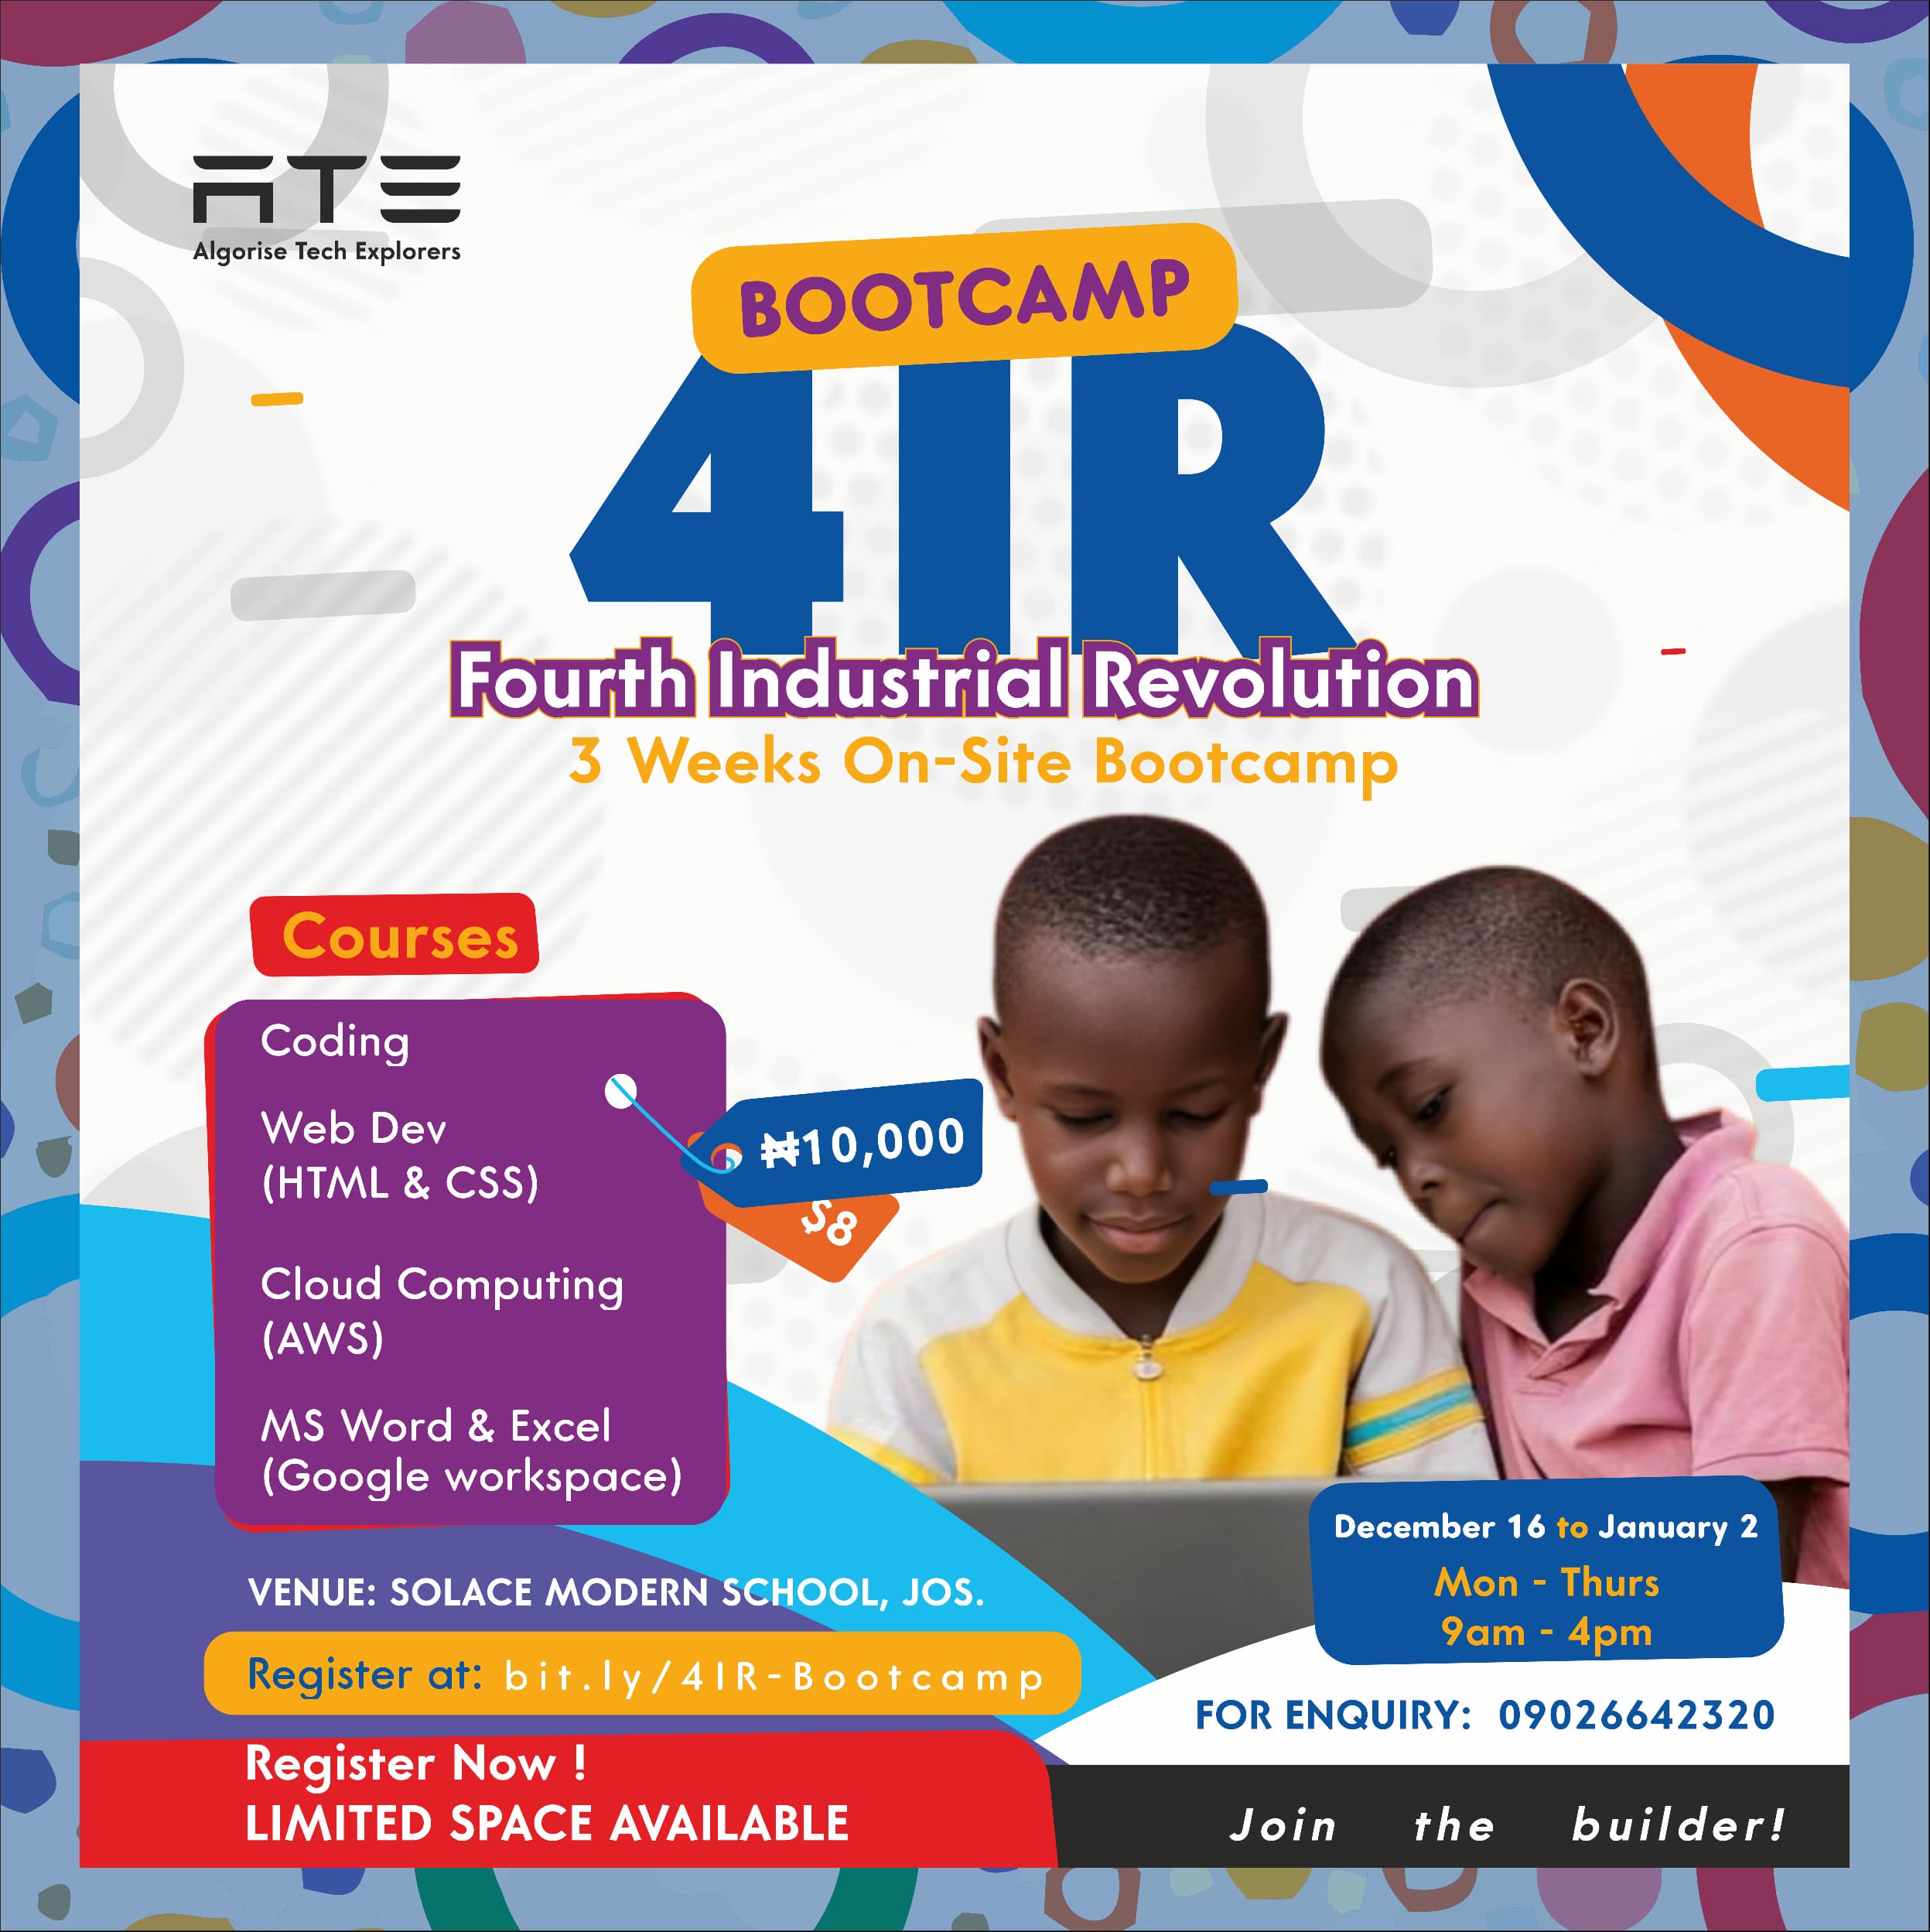 ATE
Algorise Tech Explorers
BOOTCAMP
4IR
Fourth Industrial Revolution
3 Weeks On-Site Bootcamp
Courses
Coding
Web Dev
(HTML & CSS)
Cloud Computing
(AWS)
MS Word & Excel
(Google workspace)
₦10,000
$8
December 16 to January 2
Mon - Thurs
9am - 4pm
VENUE: SOLACE MODERN SCHOOL, JOS.
Register at: bit.ly/4IR-Bootcamp
FOR ENQUIRY: 09026642320
Register Now !
LIMITED SPACE AVAILABLE
Join the builder!